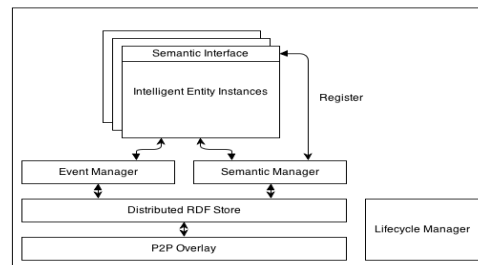 Semantic Interface
Intelligent Entity Instances
Register
Event Manager
Semantic Manager
Distributed RDF Store
Lifecycle Manager
P2P Overlay